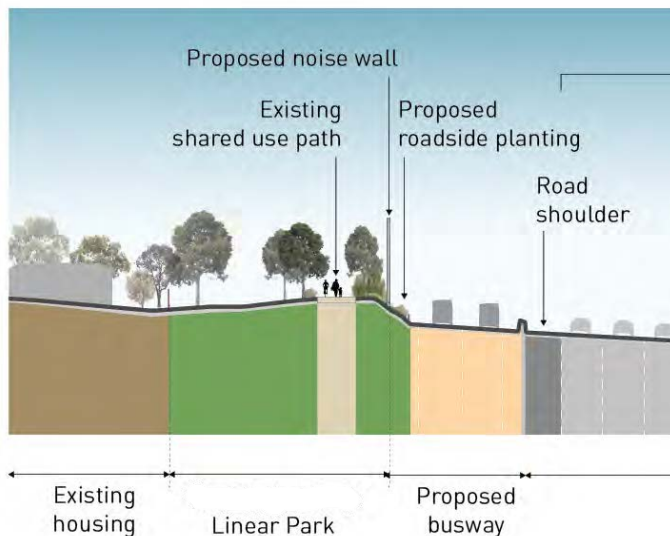 Proposed noise wall
Existing
shared use path
Proposed
roadside planting
Road
shoulder
Existing
housing
Linear Park
Proposed
busway